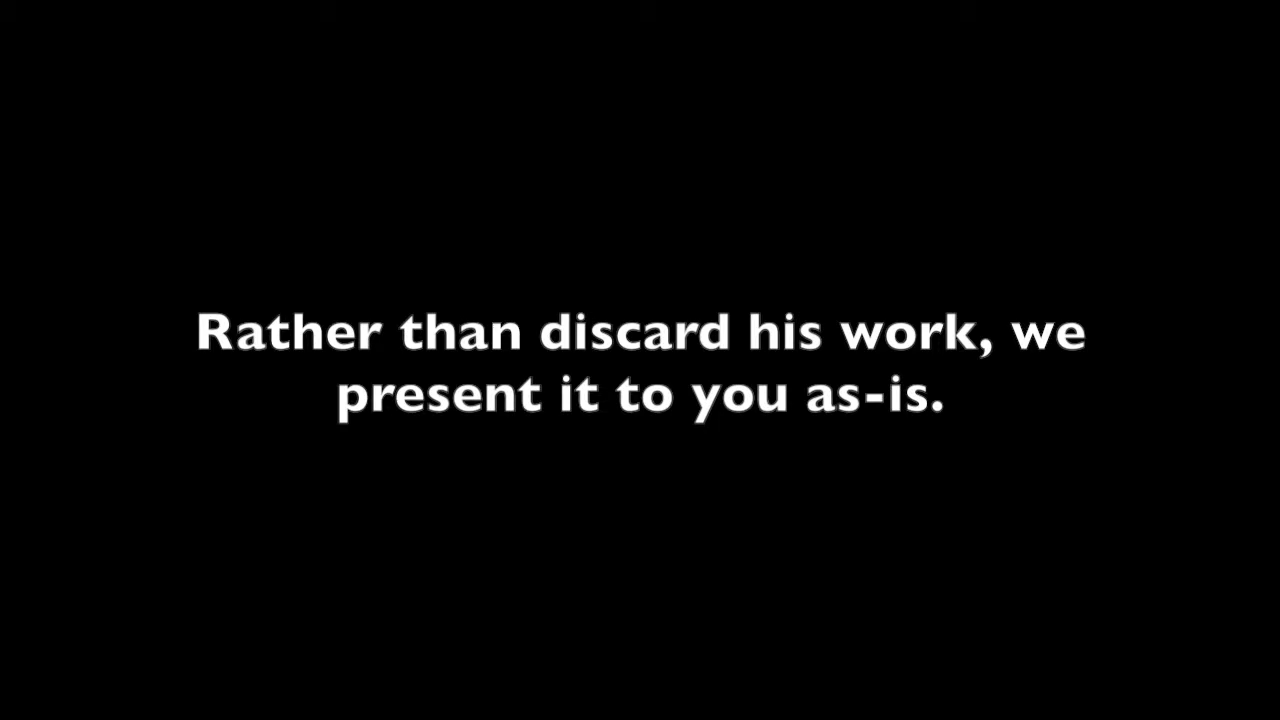 Rather than discard his work, we
present it to you as-is.